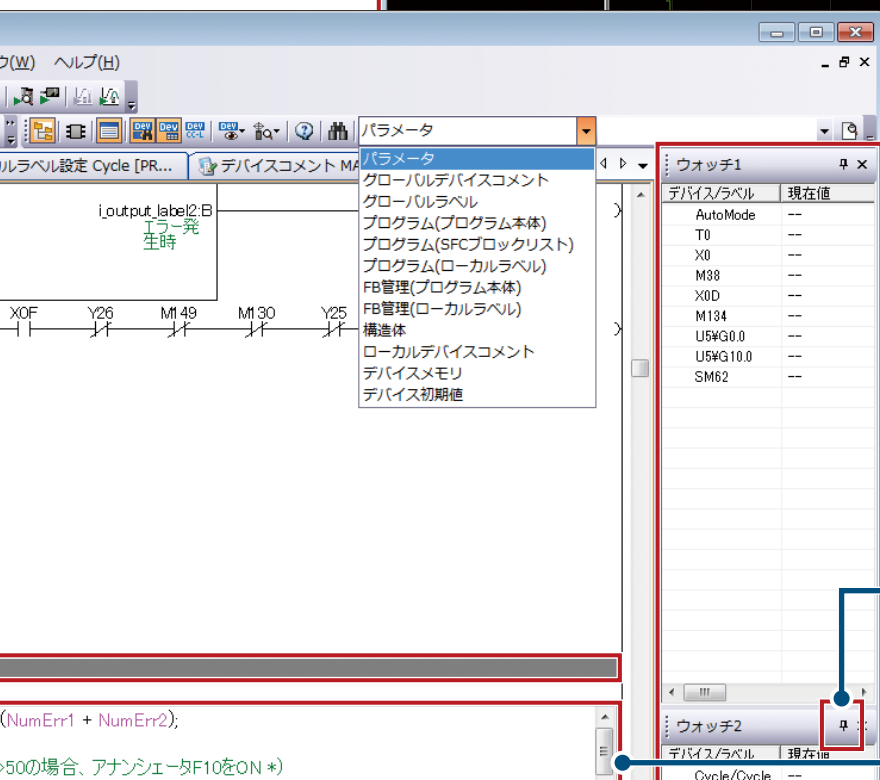 ウ(W) ヘルプ(H)
パラメータ
ルラベル設定 Cycle [PR...
デバイスコメント MA
パラメータ
グローバルデバイスコメント
グローバルラベル
プログラム(プログラム本体)
プログラム(SFCブロックリスト)
プログラム(ローカルラベル)
FB管理(プログラム本体)
FB管理(ローカルラベル)
構造体
ローカルデバイスコメント
デバイスメモリ
デバイス初期値
i_output_label2:B
エラー発
生時
X0F Y26 M149 M130 Y25
ウォッチ1
デバイス/ラベル 現在値
AutoMode --
T0 --
X0 --
M38 --
X0D --
M134 --
U5¥G0.0 --
U5¥G10.0 --
SM62 --
(NumErr1 + NumErr2);
>50の場合、アナンシェータF10をON *)
ウォッチ2
デバイス/ラベル 現在値
Cycle/Cycle --